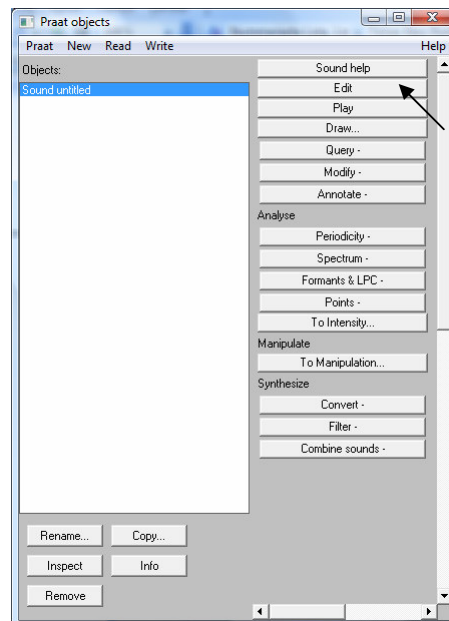 Praat objects
Praat New Read Write Help
Objects:
Sound untitled
Sound help
Edit
Play
Draw...
Query -
Modify -
Annotate -
Analyse
Periodicity -
Spectrum -
Formants & LPC -
Points -
To Intensity...
Manipulate
To Manipulation...
Synthesize
Convert -
Filter -
Combine sounds -
Rename... Copy...
Inspect Info
Remove